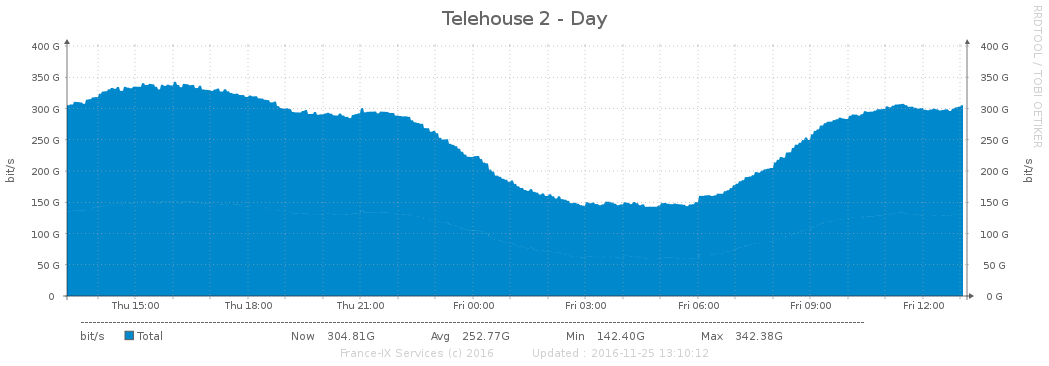 Telehouse 2 - Day
RRDTOOL / TOBI OETIKER
400 G 400 G
350 G 350 G
300 G 300 G
250 G 250 G
200 G 200 G
150 G 150 G
100 G 100 G
50 G 50 G
0 0 G
bit/s bit/s
Thu 15:00 Thu 18:00 Thu 21:00 Fri 00:00 Fri 03:00 Fri 06:00 Fri 09:00 Fri 12:00
bit/s Total Now 304.81G Avg 252.77G Min 142.40G Max 342.38G
France-IX Services (c) 2016 Updated : 2016-11-25 13:10:12